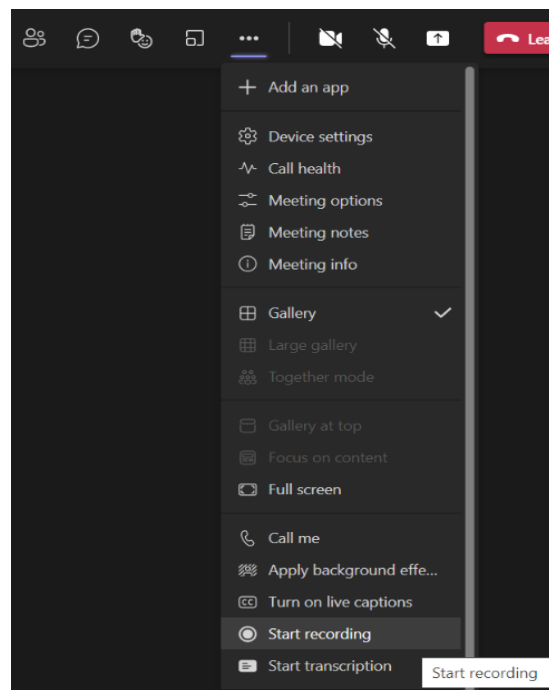 Lea
Add an app
Device settings
Call health
Meeting options
Meeting notes
Meeting info
Gallery
Large gallery
Together mode
Gallery at top
Focus on content
Full screen
Call me
Apply background effe...
CC Turn on live captions
Start recording
Start transcription
Start recording